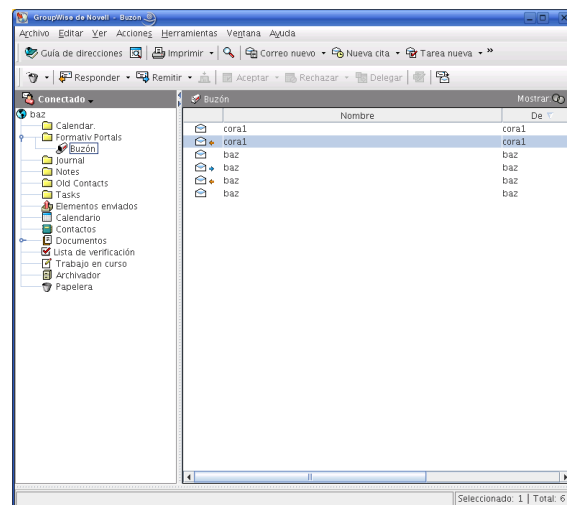 GroupWise de Novell - Buzon
Archivo Editar Ver Acciones Herramientas Ventana Ayuda
Guía de direcciones Imprimir Correo nuevo Nueva cita Tarea nueva »
Responder Remitir Aceptar Rechazar Delegar
Conectado
Buzón Mostrar:
baz
Calendar.
Formativ Portals
Buzón
Journal
Notes
Old Contacts
Tasks
Elementos enviados
Calendario
Contactos
Documentos
Lista de verificación
Trabajo en curso
Archivador
Papelera
Nombre De
cora1 cora1
cora1 cora1
baz baz
baz baz
baz baz
baz baz
Seleccionado: 1 Total: 6